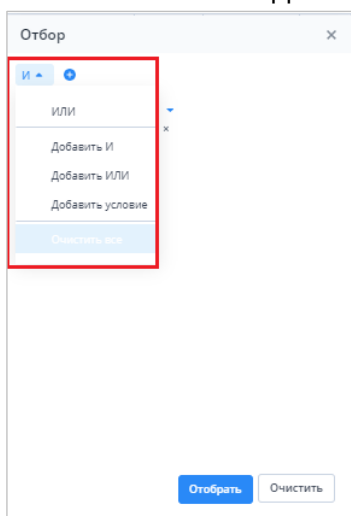 Отбор ×
И
ИЛИ
×
Добавить И
Добавить ИЛИ
Добавить условие
Очистить все
Отобрать Очистить